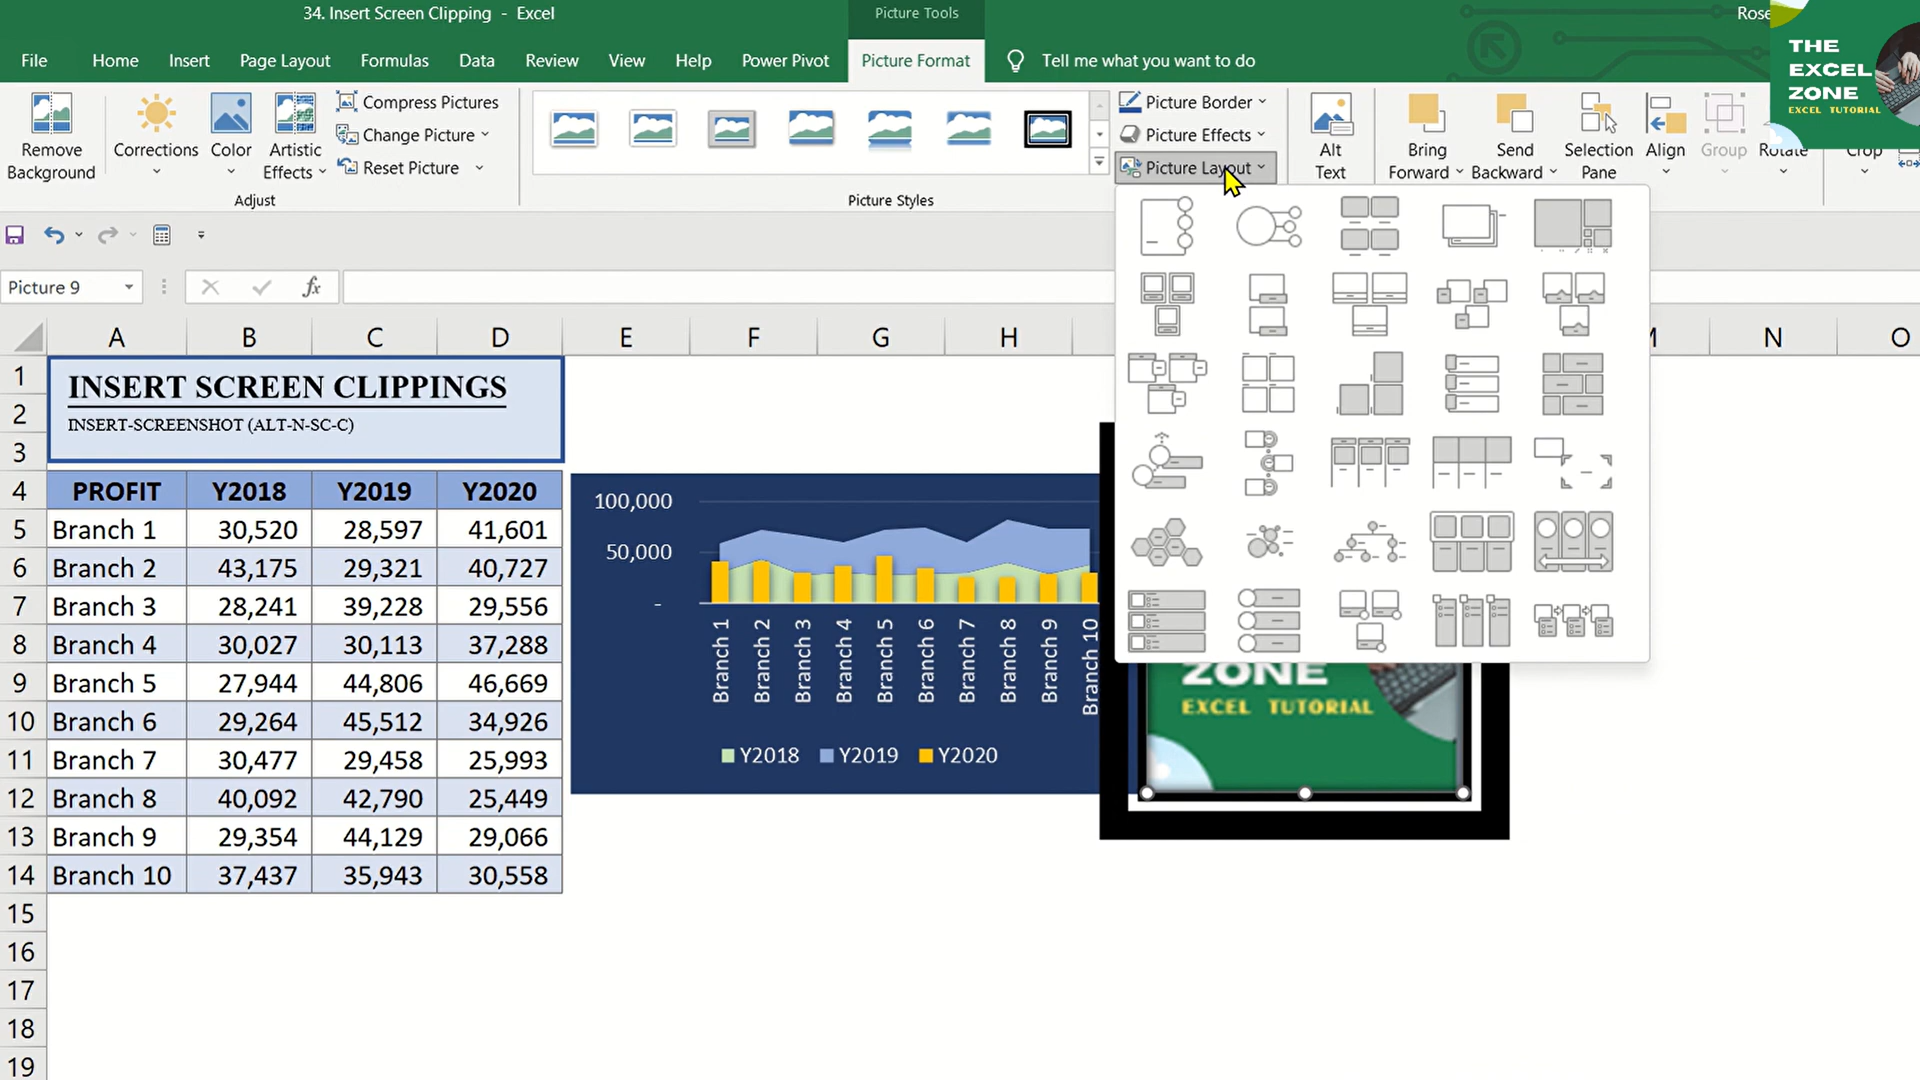 34. Insert Screen Clipping - Excel
Picture Tools
Rose
THE
EXCEL
ZONE
EXCEL TUTORIAL
File Home Insert Page Layout Formulas Data Review View Help Power Pivot Picture Format Tell me what you want to do
Remove Background
Corrections
Color
Artistic Effects
Compress Pictures
Change Picture
Reset Picture
Adjust
Picture Styles
Picture Border
Picture Effects
Picture Layout
Alt Text
Bring Forward
Send Backward
Selection Pane
Align
Group
Rotate
Crop
Picture 9
fx
A B C D E F G H M N O
1
2
3
INSERT SCREEN CLIPPINGS
INSERT-SCREENSHOT (ALT-N-SC-C)
4 PROFIT Y2018 Y2019 Y2020
5 Branch 1 30,520 28,597 41,601
6 Branch 2 43,175 29,321 40,727
7 Branch 3 28,241 39,228 29,556
8 Branch 4 30,027 30,113 37,288
9 Branch 5 27,944 44,806 46,669
10 Branch 6 29,264 45,512 34,926
11 Branch 7 30,477 29,458 25,993
12 Branch 8 40,092 42,790 25,449
13 Branch 9 29,354 44,129 29,066
14 Branch 10 37,437 35,943 30,558
15
16
17
18
19
100,000
50,000
-
Branch 1
Branch 2
Branch 3
Branch 4
Branch 5
Branch 6
Branch 7
Branch 8
Branch 9
Branch 10
Y2018 Y2019 Y2020
ZONE
EXCEL TUTORIAL